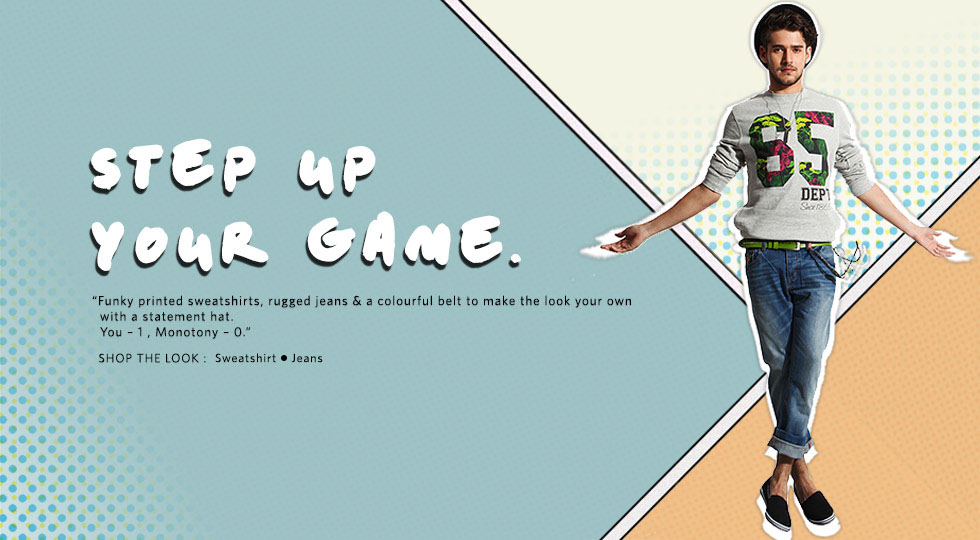 STEP UP
YOUR GAME.
“Funky printed sweatshirts, rugged jeans & a colourful belt to make the look your own
with a statement hat.
You – 1 , Monotony – 0.”
SHOP THE LOOK : Sweatshirt ● Jeans
85
DEPT